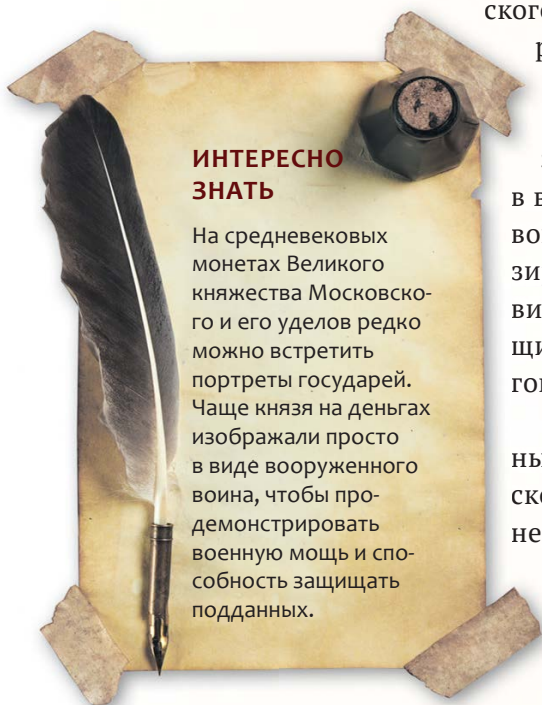 ского
ИНТЕРЕСНО
ЗНАТЬ
На средневековых
монетах Великого
княжества Московско-
го и его уделов редко
можно встретить
портреты государей.
Чаще князя на деньгах
изображали просто
в виде вооруженного
воина, чтобы про-
демонстрировать
военную мощь и спо-
собность защищать
подданных.
в в
во
зи
ви
щи
го
ны
ско
не